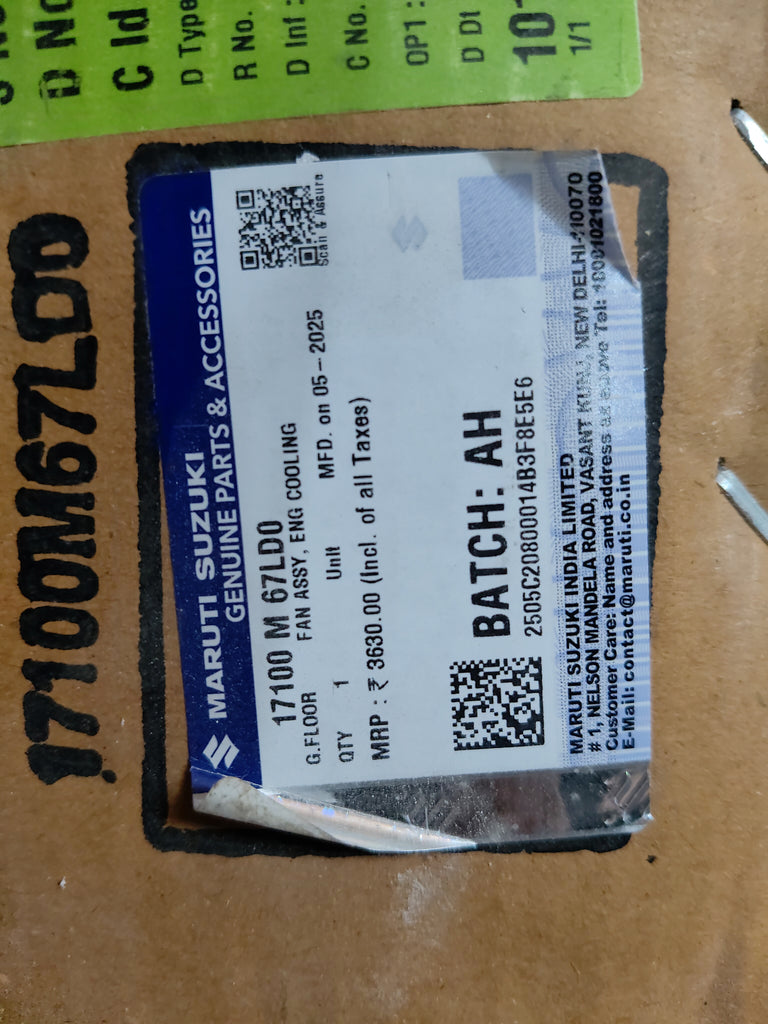 D No
C Id
D Type
R No.
D Inf :
C No.
OP1 :
D Dt
10
1/1
17100M67LD0
MARUTI SUZUKI
GENUINE PARTS & ACCESSORIES
Scan & Assure
17100 M 67LD0
G.FLOOR FAN ASSY, ENG COOLING
QTY 1 Unit MFD. on 05-2025
MRP : ₹ 3630.00 (Incl. of all Taxes)
BATCH: AH
2505C20800014B3F8E5E6
MARUTI SUZUKI INDIA LIMITED
# 1, NELSON MANDELA ROAD, VASANT KUNJ, NEW DELHI-110070
Customer Care: Name and address as above Tel: 18001021800
E-Mail: contact@maruti.co.in